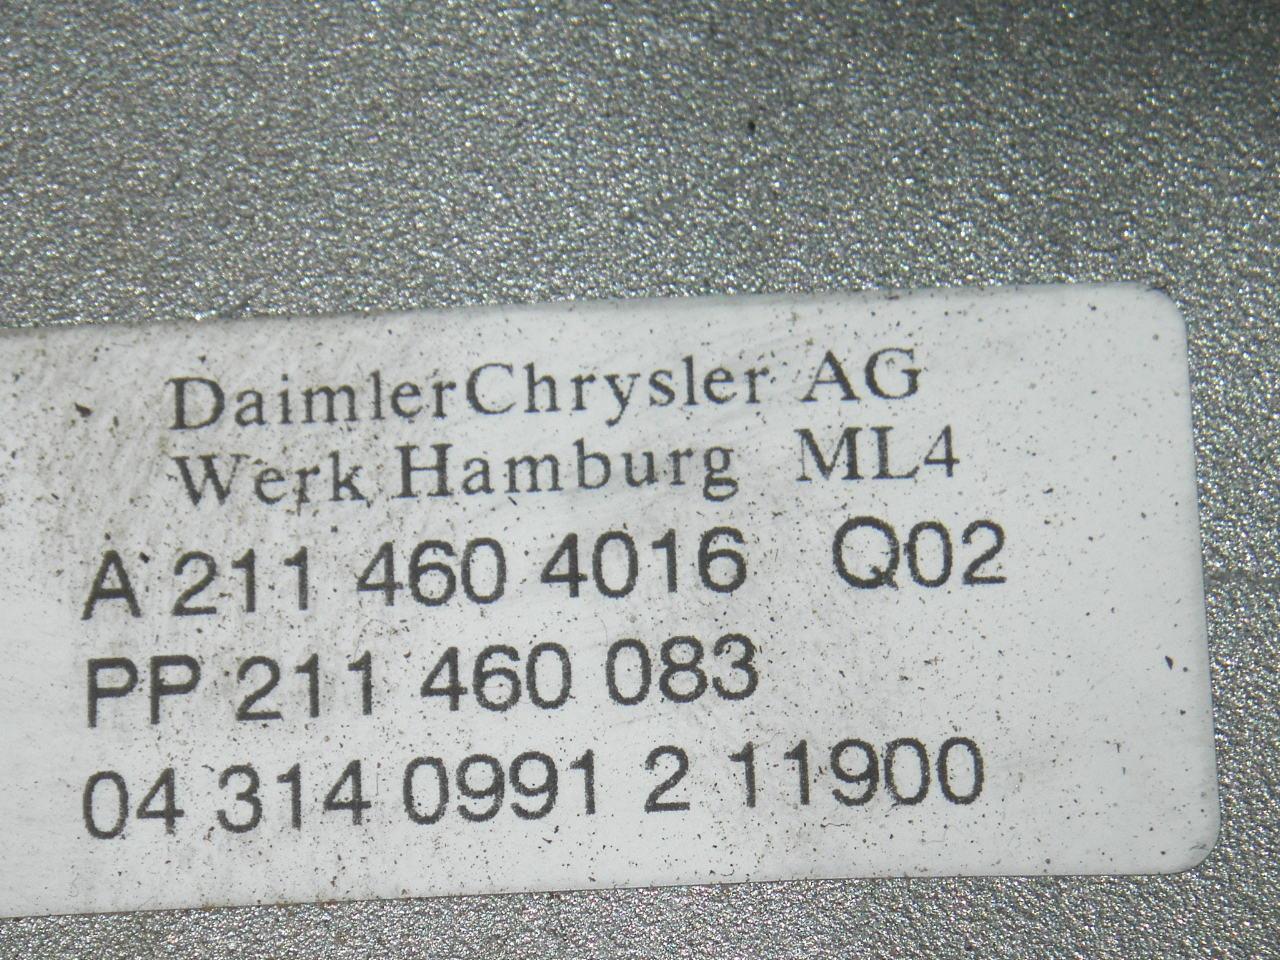 DaimlerChrysler AG
Werk Hamburg ML4
A 211 460 4016 Q02
PP 211 460 083
04 314 0991 2 11900